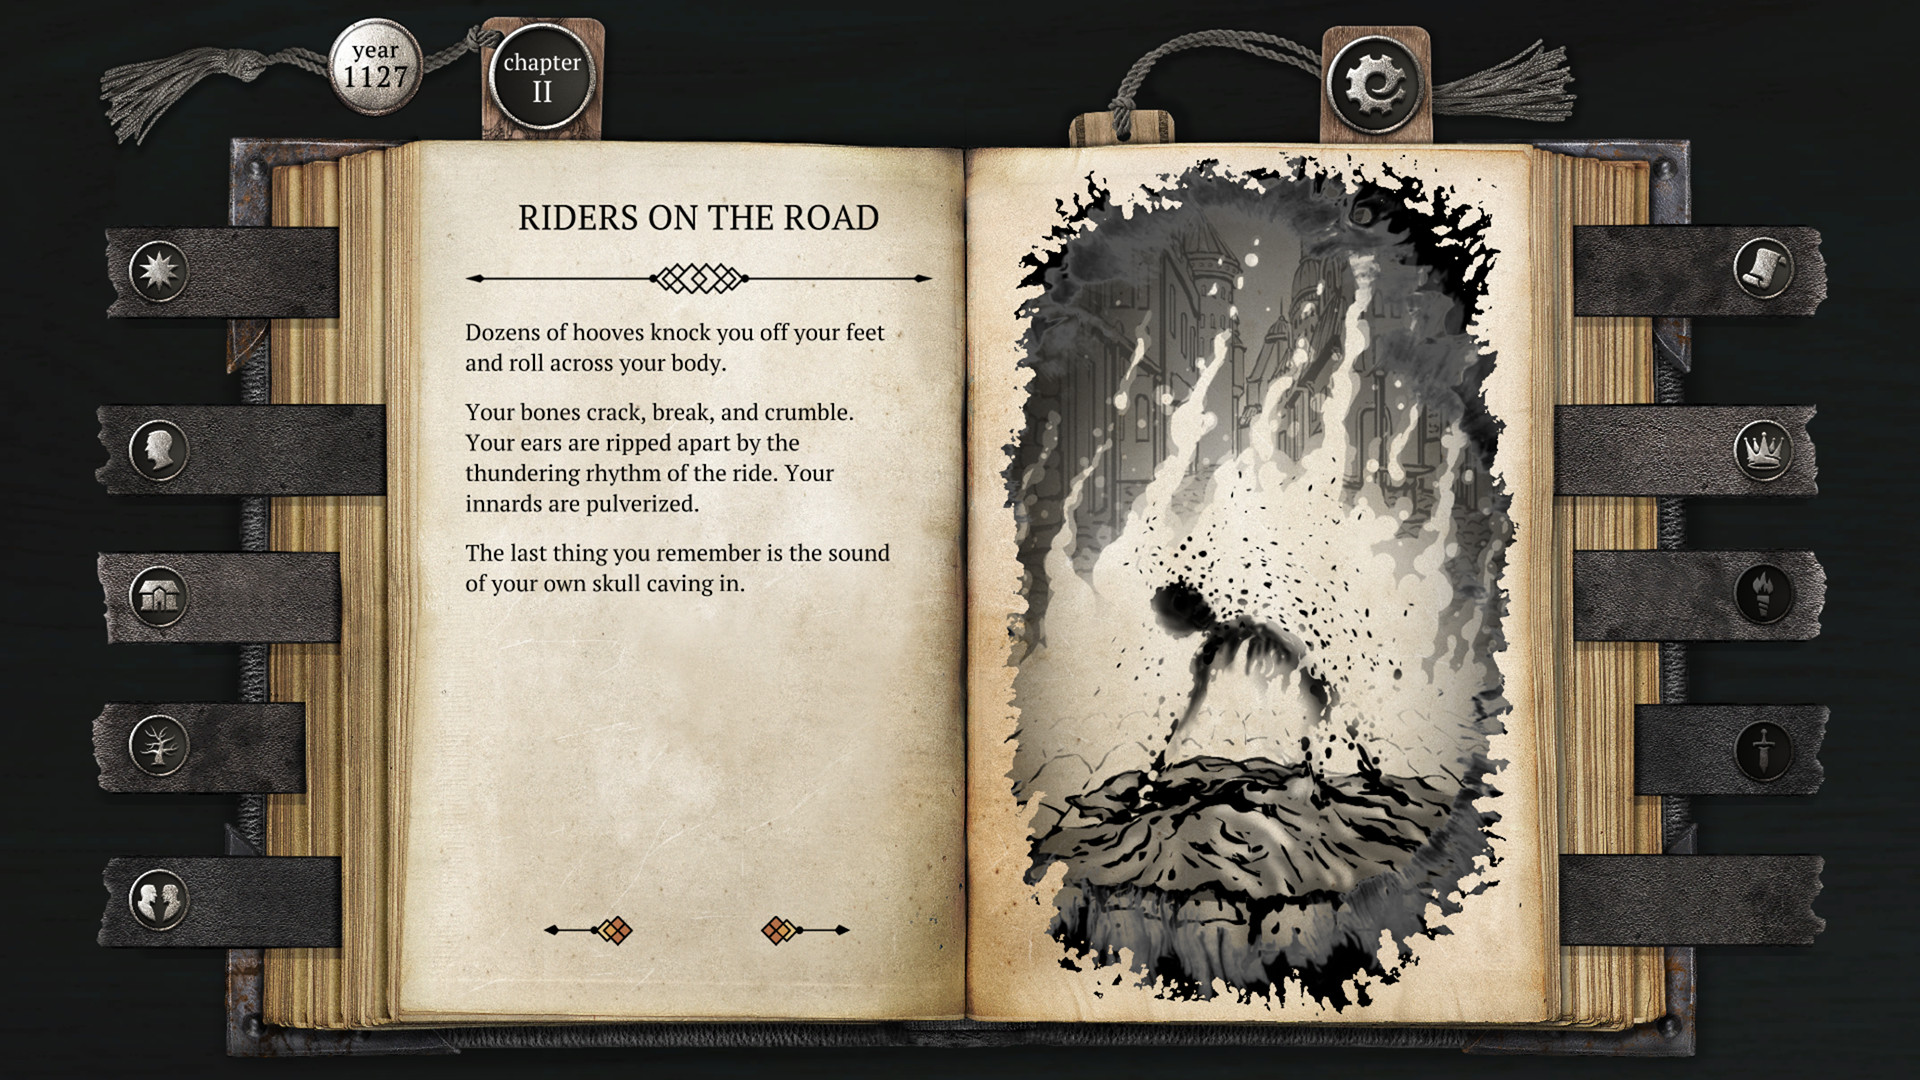 year
1127
chapter
II
RIDERS ON THE ROAD
Dozens of hooves knock you off your feet
and roll across your body.
Your bones crack, break, and crumble.
Your ears are ripped apart by the
thundering rhythm of the ride. Your
innards are pulverized.
The last thing you remember is the sound
of your own skull caving in.